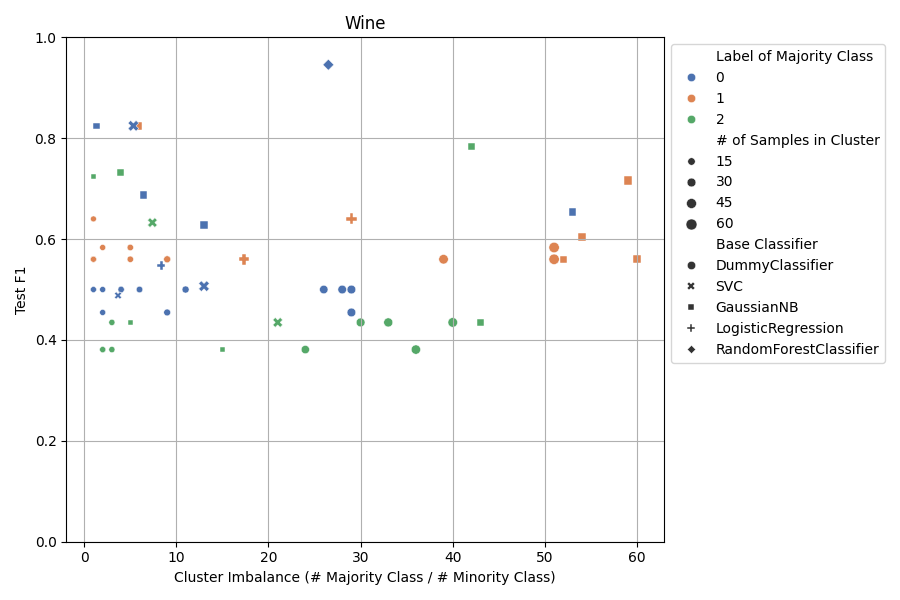 Wine
1.0
0.8
0.6
0.4
0.2
0.0
Test F1
0 10 20 30 40 50 60
Cluster Imbalance (# Majority Class / # Minority Class)
Label of Majority Class
0
1
2
# of Samples in Cluster
15
30
45
60
Base Classifier
DummyClassifier
SVC
GaussianNB
LogisticRegression
RandomForestClassifier